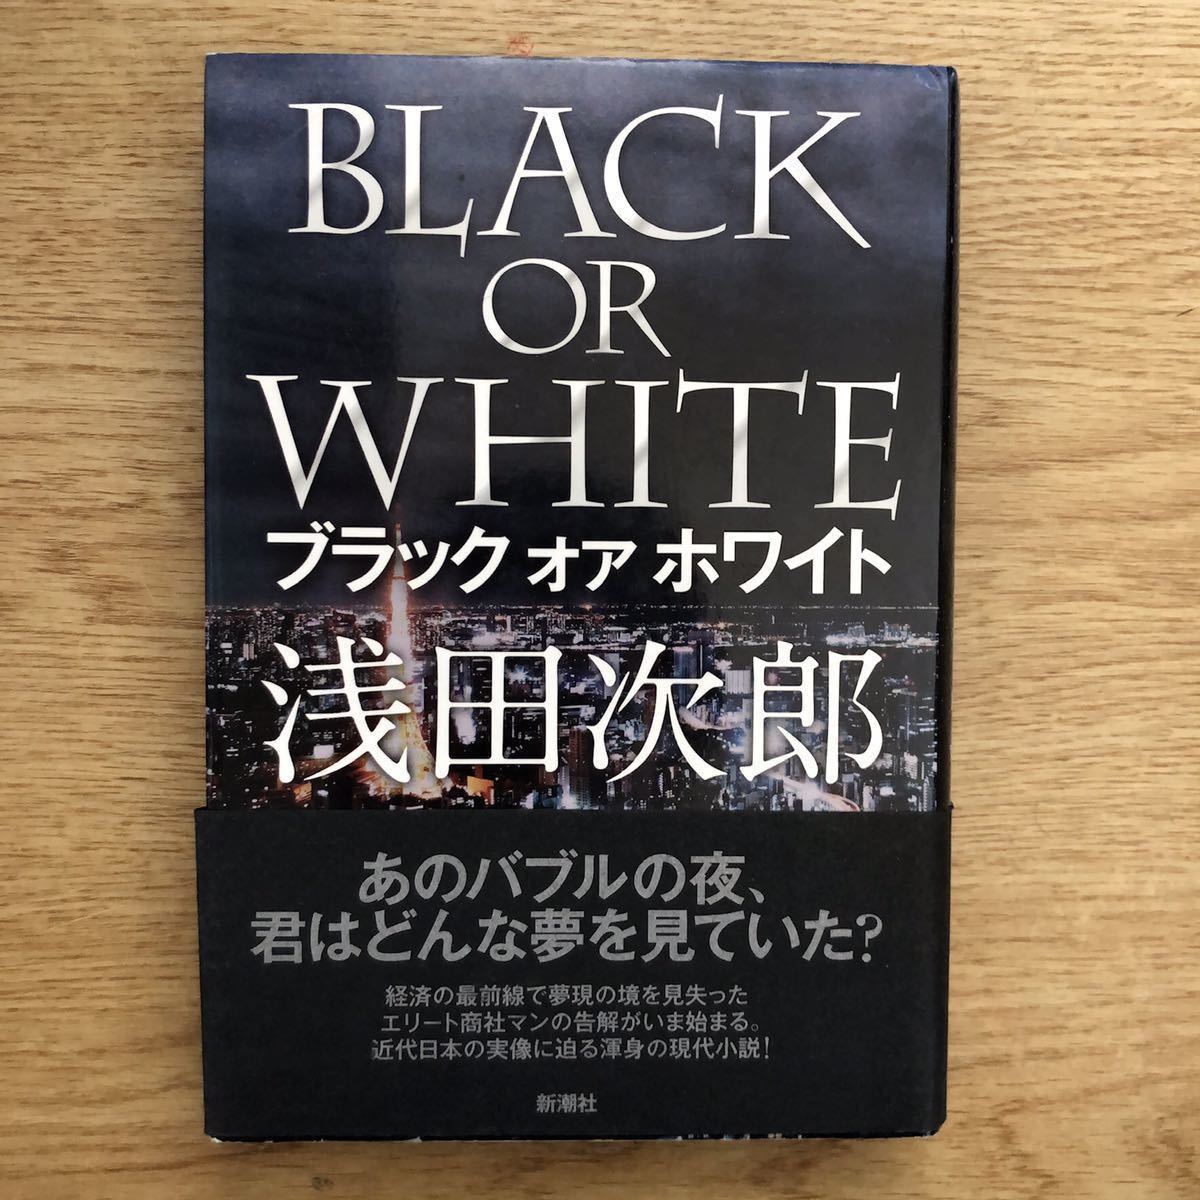 BLACK
OR
WHITE
ブラック オア ホワイト
浅田次郎
あのバブルの夜、
君はどんな夢を見ていた?
経済の最前線で夢現の境を見失った
エリート商社マンの告解がいま始まる。
近代日本の実像に迫る渾身の現代小説!
新潮社